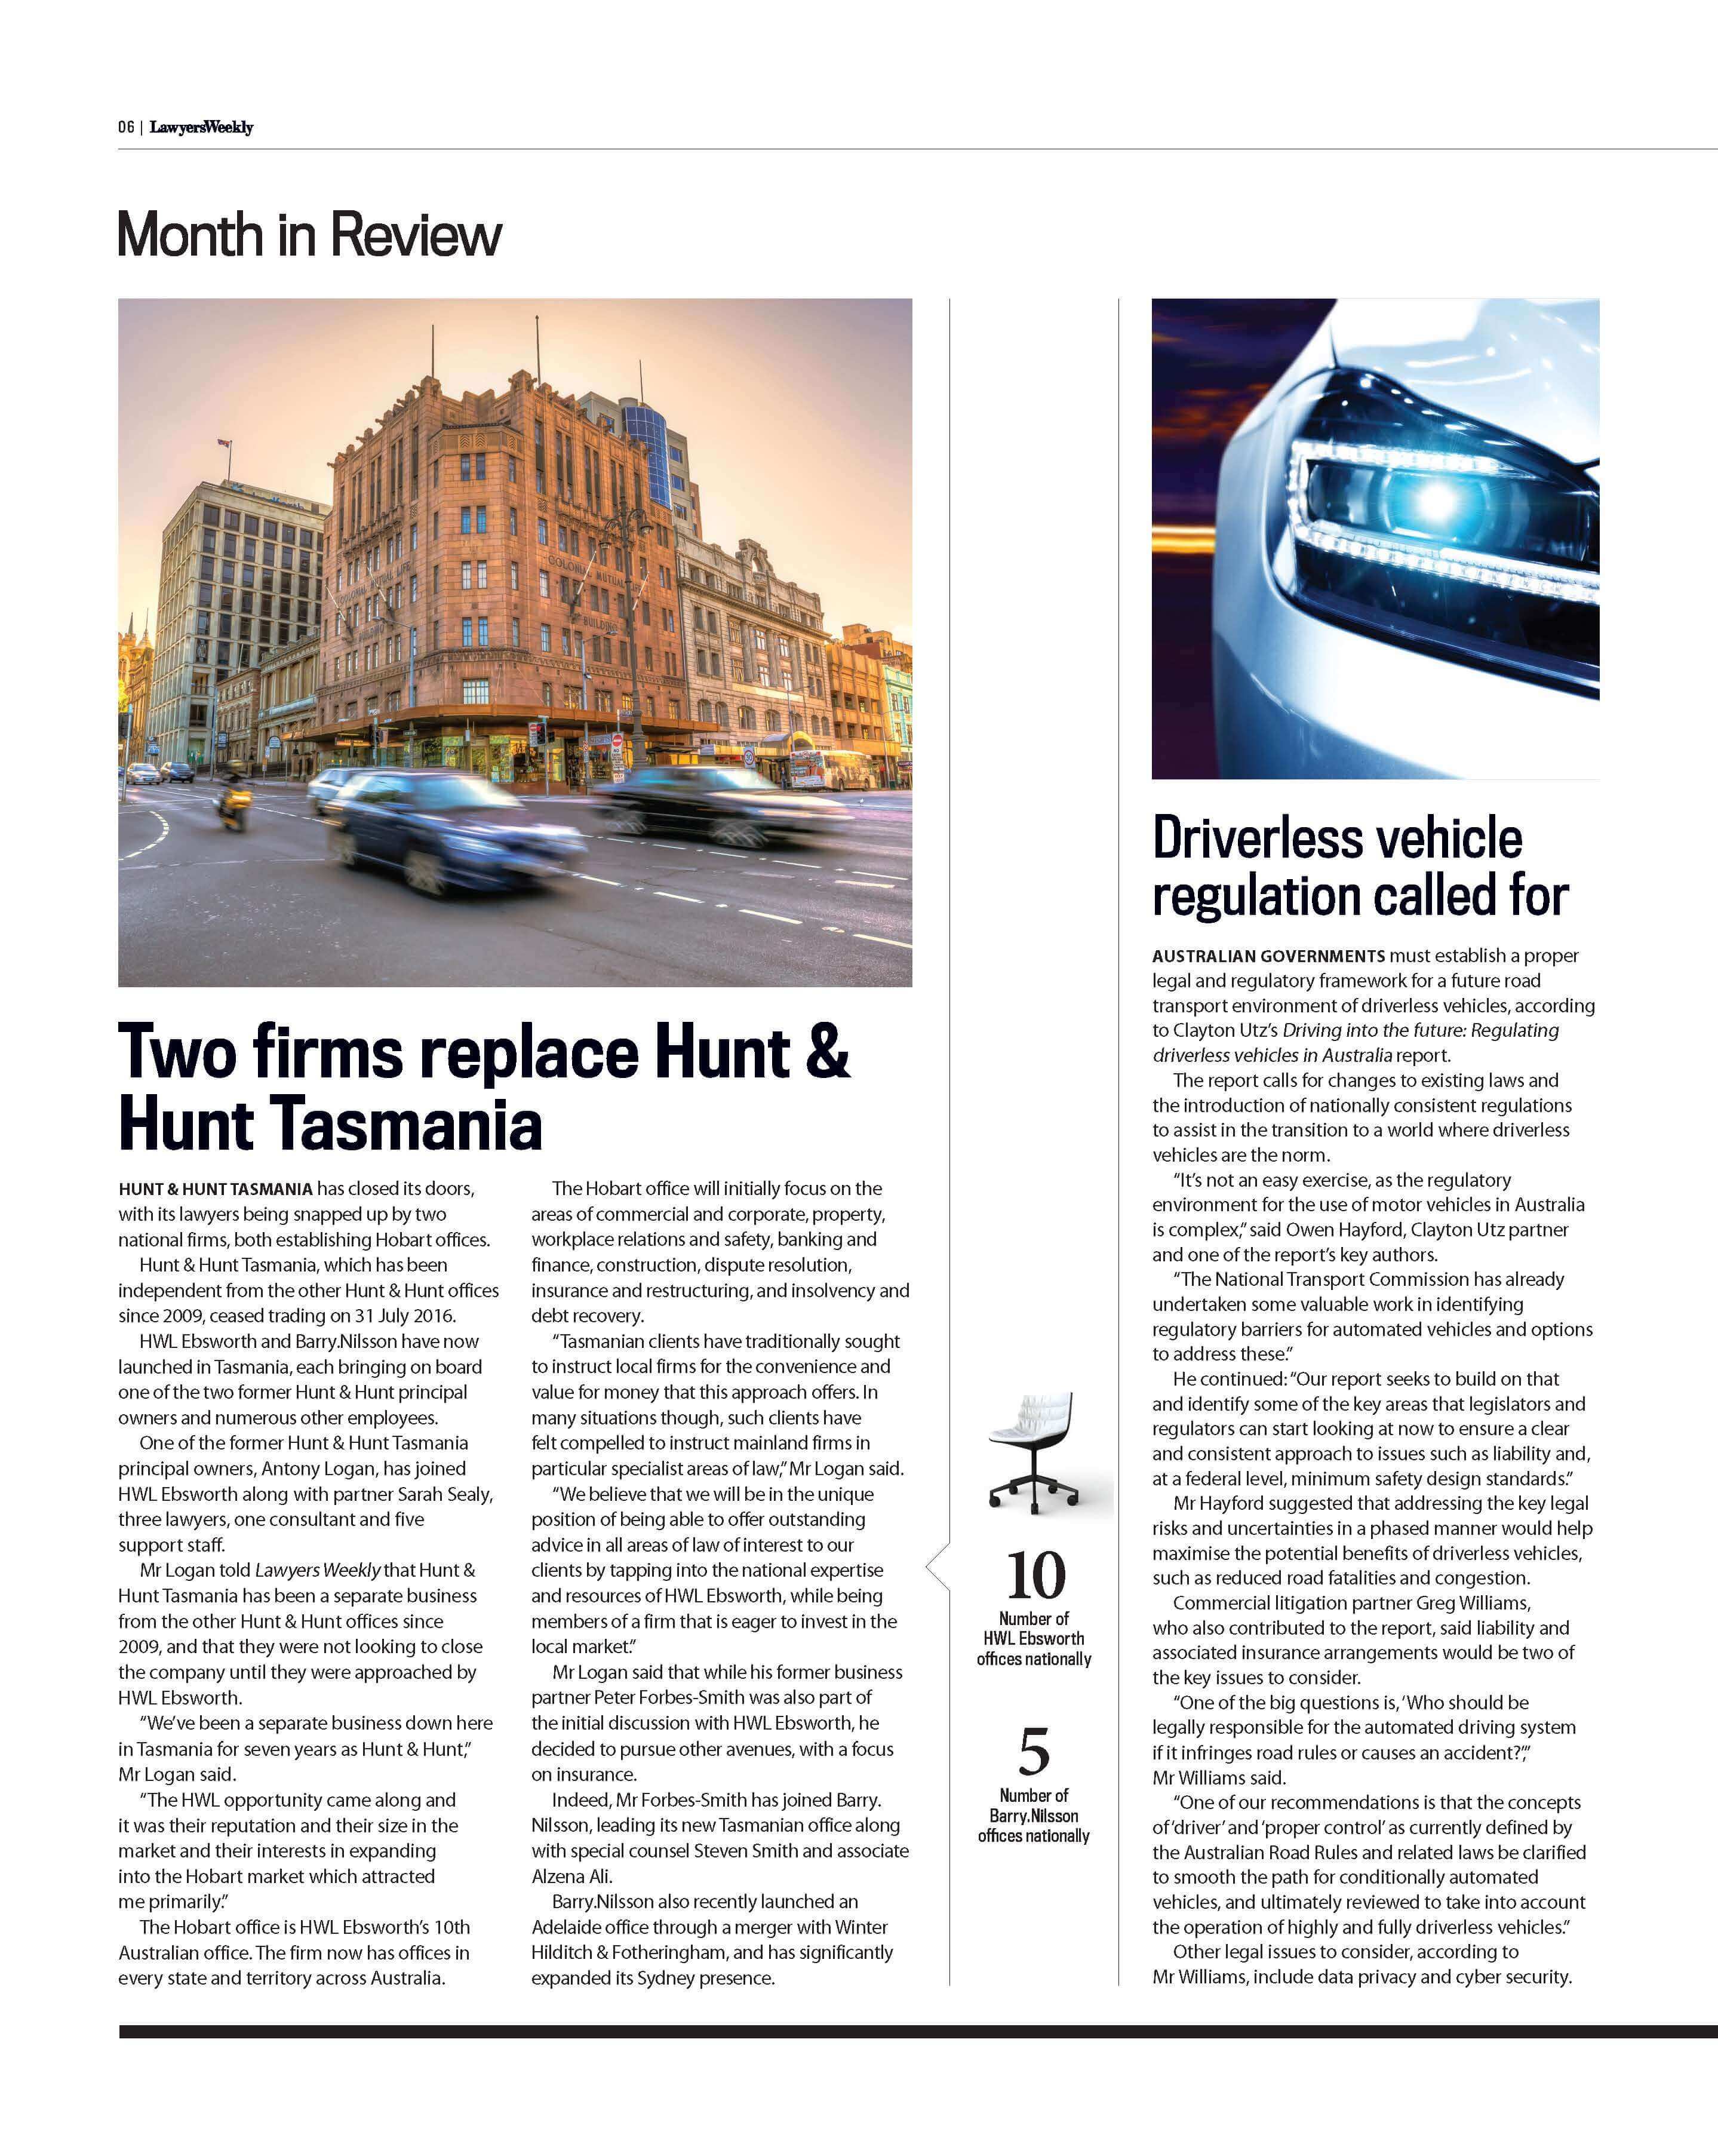 06 | LawyersWeekly
Month in Review
COLONIAL MUTUAL LIFE
BUILDING
COLONIAL MUTUAL
BUILDING
Two firms replace Hunt &
Hunt Tasmania
HUNT & HUNT TASMANIA has closed its doors,
with its lawyers being snapped up by two
national firms, both establishing Hobart offices.
Hunt & Hunt Tasmania, which has been
independent from the other Hunt & Hunt offices
since 2009, ceased trading on 31 July 2016.
HWL Ebsworth and Barry.Nilsson have now
launched in Tasmania, each bringing on board
one of the two former Hunt & Hunt principal
owners and numerous other employees.
One of the former Hunt & Hunt Tasmania
principal owners, Antony Logan, has joined
HWL Ebsworth along with partner Sarah Sealy,
three lawyers, one consultant and five
support staff.
Mr Logan told Lawyers Weekly that Hunt &
Hunt Tasmania has been a separate business
from the other Hunt & Hunt offices since
2009, and that they were not looking to close
the company until they were approached by
HWL Ebsworth.
“We’ve been a separate business down here
in Tasmania for seven years as Hunt & Hunt,”
Mr Logan said.
“The HWL opportunity came along and
it was their reputation and their size in the
market and their interests in expanding
into the Hobart market which attracted
me primarily.”
The Hobart office is HWL Ebsworth’s 10th
Australian office. The firm now has offices in
every state and territory across Australia.
The Hobart office will initially focus on the
areas of commercial and corporate, property,
workplace relations and safety, banking and
finance, construction, dispute resolution,
insurance and restructuring, and insolvency and
debt recovery.
“Tasmanian clients have traditionally sought
to instruct local firms for the convenience and
value for money that this approach offers. In
many situations though, such clients have
felt compelled to instruct mainland firms in
particular specialist areas of law,” Mr Logan said.
“We believe that we will be in the unique
position of being able to offer outstanding
advice in all areas of law of interest to our
clients by tapping into the national expertise
and resources of HWL Ebsworth, while being
members of a firm that is eager to invest in the
local market.”
Mr Logan said that while his former business
partner Peter Forbes-Smith was also part of
the initial discussion with HWL Ebsworth, he
decided to pursue other avenues, with a focus
on insurance.
Indeed, Mr Forbes-Smith has joined Barry.
Nilsson, leading its new Tasmanian office along
with special counsel Steven Smith and associate
Alzena Ali.
Barry.Nilsson also recently launched an
Adelaide office through a merger with Winter
Hilditch & Fotheringham, and has significantly
expanded its Sydney presence.
10
Number of
HWL Ebsworth
offices nationally
5
Number of
Barry.Nilsson
offices nationally
Driverless vehicle
regulation called for
AUSTRALIAN GOVERNMENTS must establish a proper
legal and regulatory framework for a future road
transport environment of driverless vehicles, according
to Clayton Utz’s Driving into the future: Regulating
driverless vehicles in Australia report.
The report calls for changes to existing laws and
the introduction of nationally consistent regulations
to assist in the transition to a world where driverless
vehicles are the norm.
“It’s not an easy exercise, as the regulatory
environment for the use of motor vehicles in Australia
is complex,” said Owen Hayford, Clayton Utz partner
and one of the report’s key authors.
“The National Transport Commission has already
undertaken some valuable work in identifying
regulatory barriers for automated vehicles and options
to address these.”
He continued: “Our report seeks to build on that
and identify some of the key areas that legislators and
regulators can start looking at now to ensure a clear
and consistent approach to issues such as liability and,
at a federal level, minimum safety design standards.”
Mr Hayford suggested that addressing the key legal
risks and uncertainties in a phased manner would help
maximise the potential benefits of driverless vehicles,
such as reduced road fatalities and congestion.
Commercial litigation partner Greg Williams,
who also contributed to the report, said liability and
associated insurance arrangements would be two of
the key issues to consider.
“One of the big questions is, ‘Who should be
legally responsible for the automated driving system
if it infringes road rules or causes an accident?’,”
Mr Williams said.
“One of our recommendations is that the concepts
of ‘driver’ and ‘proper control’ as currently defined by
the Australian Road Rules and related laws be clarified
to smooth the path for conditionally automated
vehicles, and ultimately reviewed to take into account
the operation of highly and fully driverless vehicles.”
Other legal issues to consider, according to
Mr Williams, include data privacy and cyber security.